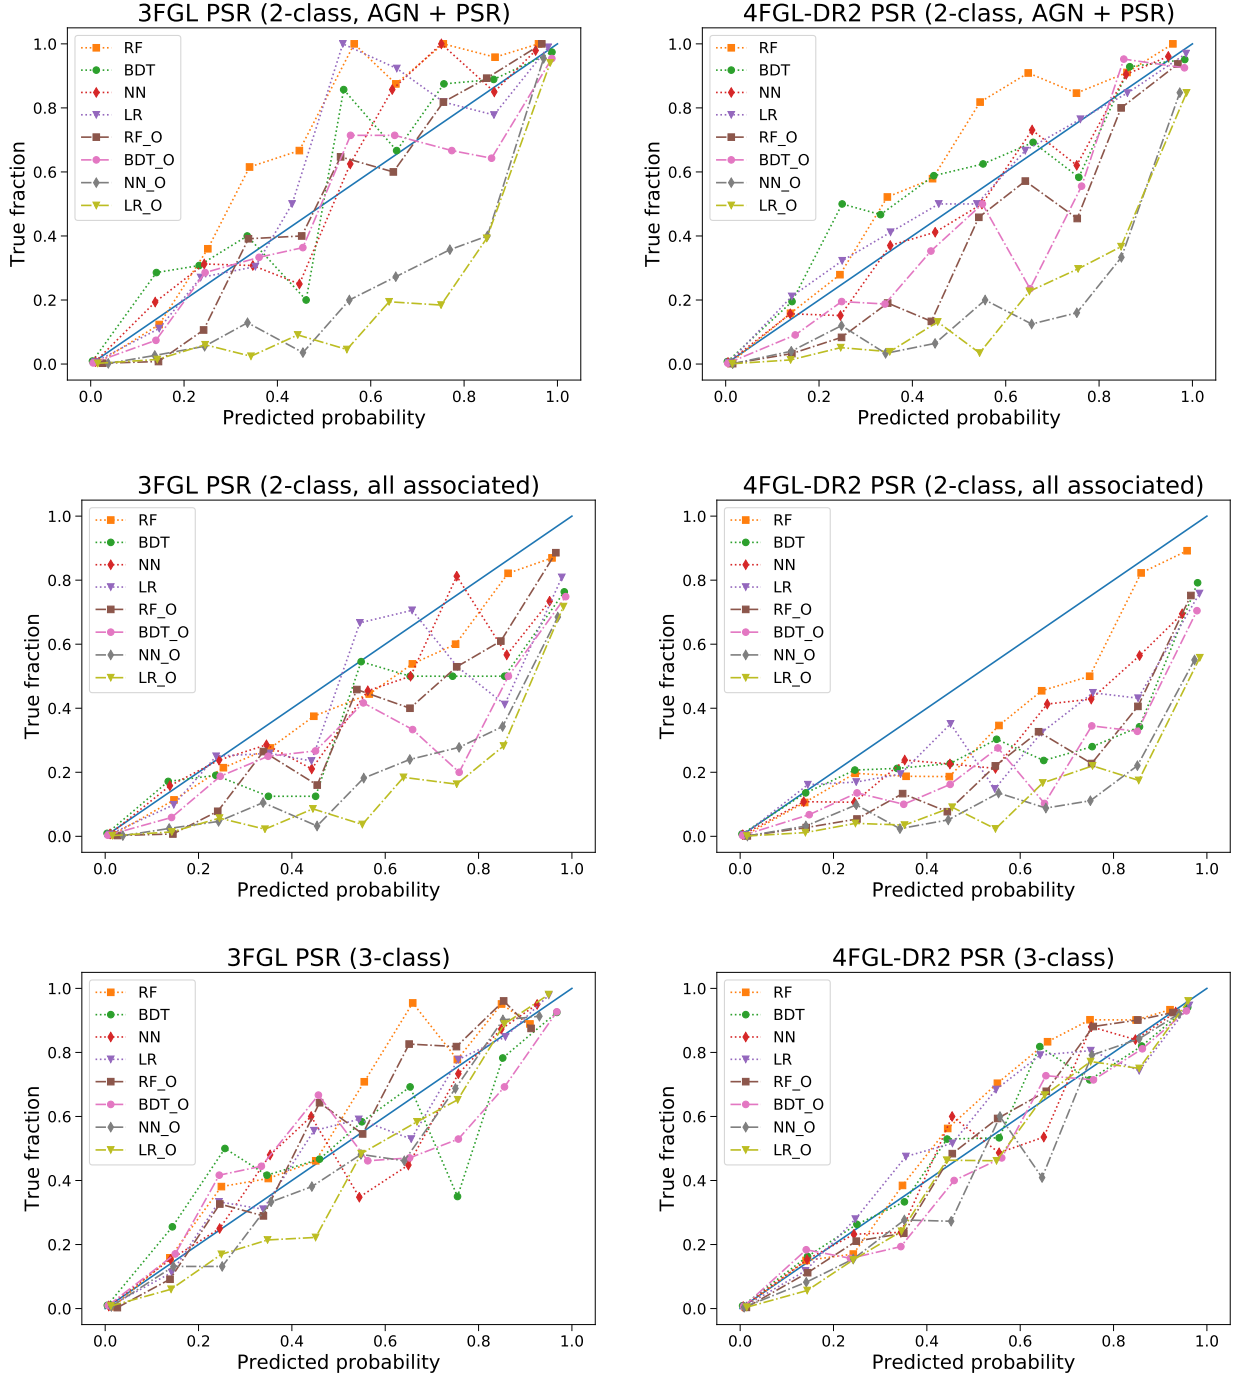 3FGL PSR (2-class, AGN + PSR)
True fraction
1.0
0.8
0.6
0.4
0.2
0.0
RF
BDT
NN
LR
RF_O
BDT_O
NN_O
LR_O
0.0 0.2 0.4 0.6 0.8 1.0
Predicted probability
4FGL-DR2 PSR (2-class, AGN + PSR)
True fraction
1.0
0.8
0.6
0.4
0.2
0.0
RF
BDT
NN
LR
RF_O
BDT_O
NN_O
LR_O
0.0 0.2 0.4 0.6 0.8 1.0
Predicted probability
3FGL PSR (2-class, all associated)
True fraction
1.0
0.8
0.6
0.4
0.2
0.0
RF
BDT
NN
LR
RF_O
BDT_O
NN_O
LR_O
0.0 0.2 0.4 0.6 0.8 1.0
Predicted probability
4FGL-DR2 PSR (2-class, all associated)
True fraction
1.0
0.8
0.6
0.4
0.2
0.0
RF
BDT
NN
LR
RF_O
BDT_O
NN_O
LR_O
0.0 0.2 0.4 0.6 0.8 1.0
Predicted probability
3FGL PSR (3-class)
True fraction
1.0
0.8
0.6
0.4
0.2
0.0
RF
BDT
NN
LR
RF_O
BDT_O
NN_O
LR_O
0.0 0.2 0.4 0.6 0.8 1.0
Predicted probability
4FGL-DR2 PSR (3-class)
True fraction
1.0
0.8
0.6
0.4
0.2
0.0
RF
BDT
NN
LR
RF_O
BDT_O
NN_O
LR_O
0.0 0.2 0.4 0.6 0.8 1.0
Predicted probability